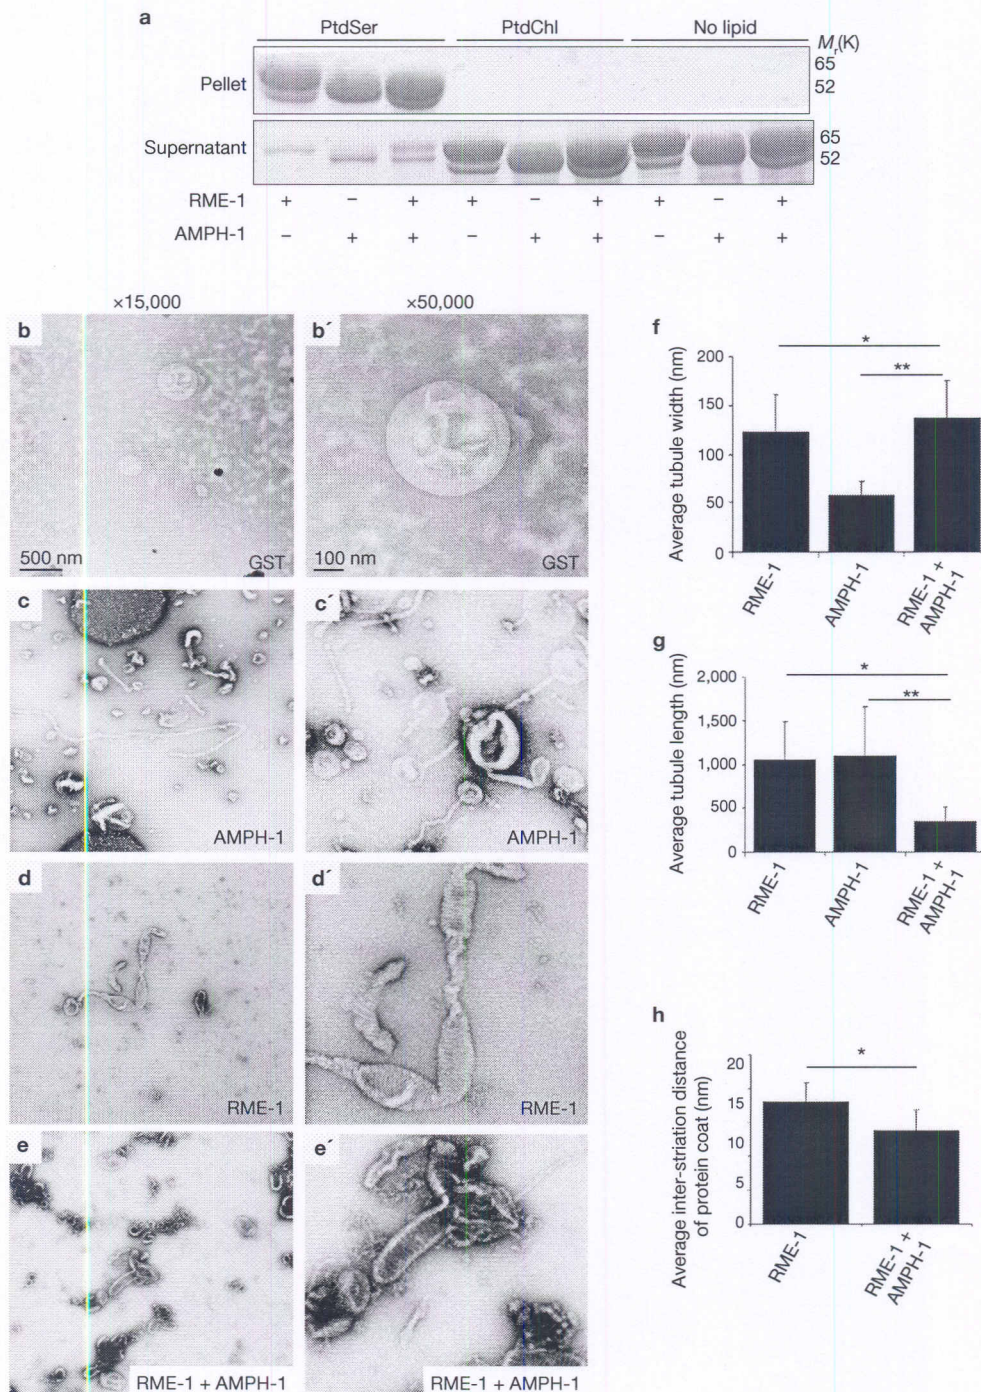 a
PtdSer PtdChl No lipid
Mr(K)
Pellet 65
52
Supernatant 65
52
RME-1 + – + + – + + – +
AMPH-1 – + + – + + – + +
×15,000 ×50,000
b b´
500 nm GST 100 nm GST
c c´
AMPH-1 AMPH-1
d d´
RME-1 RME-1
e e´
RME-1 + AMPH-1 RME-1 + AMPH-1
f
Average tubule width (nm)
200
150
100
50
0
* **
RME-1 AMPH-1 RME-1 + AMPH-1
g
Average tubule length (nm)
2,000
1,500
1,000
500
0
* **
RME-1 AMPH-1 RME-1 + AMPH-1
h
Average inter-striation distance
of protein coat (nm)
20
15
10
5
0
*
RME-1 RME-1 + AMPH-1